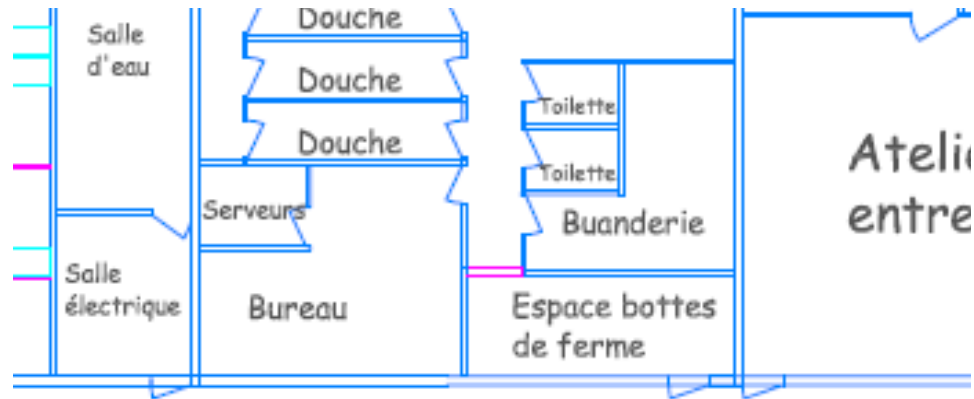 Douche
Salle
d'eau
Douche
Toilette
Douche
Toilette
Serveurs
Buanderie
Salle
électrique
Bureau
Espace bottes
de ferme